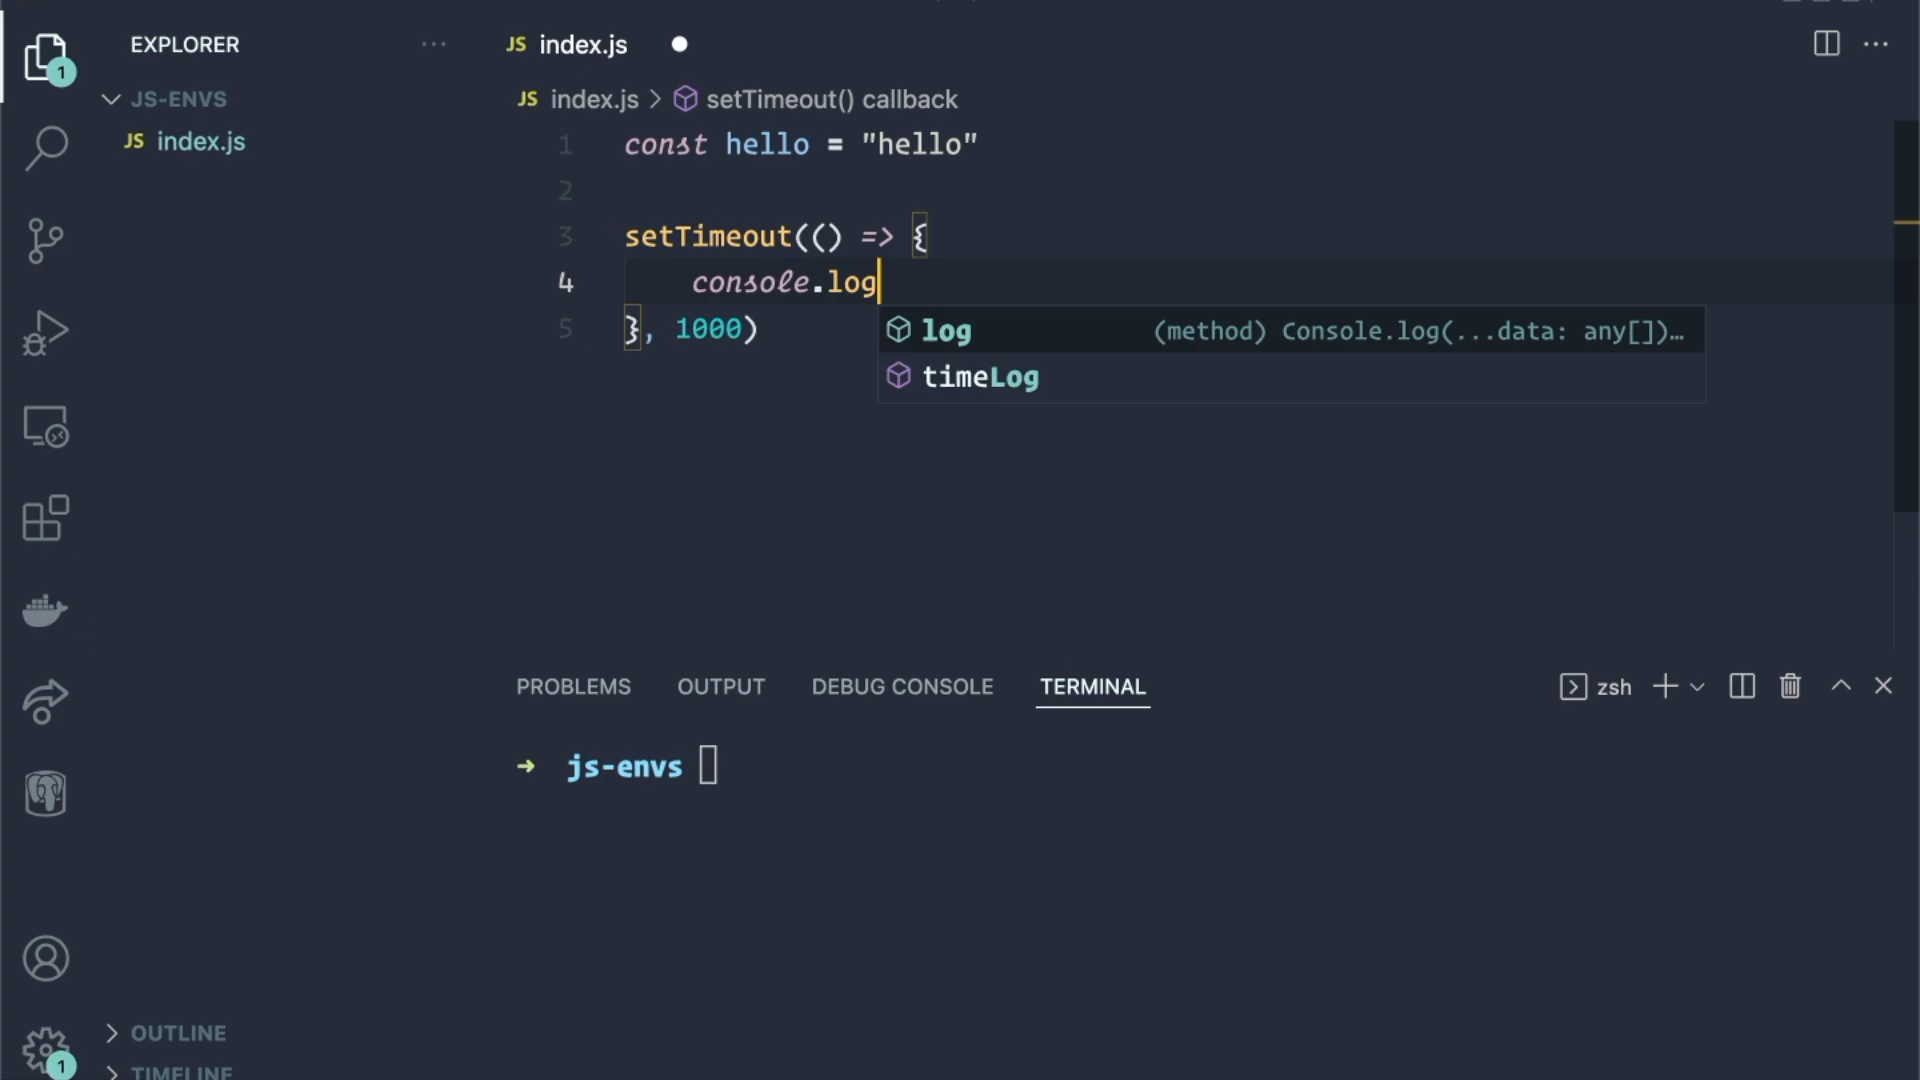 EXPLORER
JS index.js
JS-ENVS
JS index.js
JS index.js > setTimeout() callback
1 const hello = "hello"
2
3 setTimeout(() => {
4 console.log
5 }, 1000)
log (method) Console.log(...data: any[])…
timeLog
PROBLEMS OUTPUT DEBUG CONSOLE TERMINAL
zsh
➜ js-envs
1
OUTLINE
1
TIMELINE